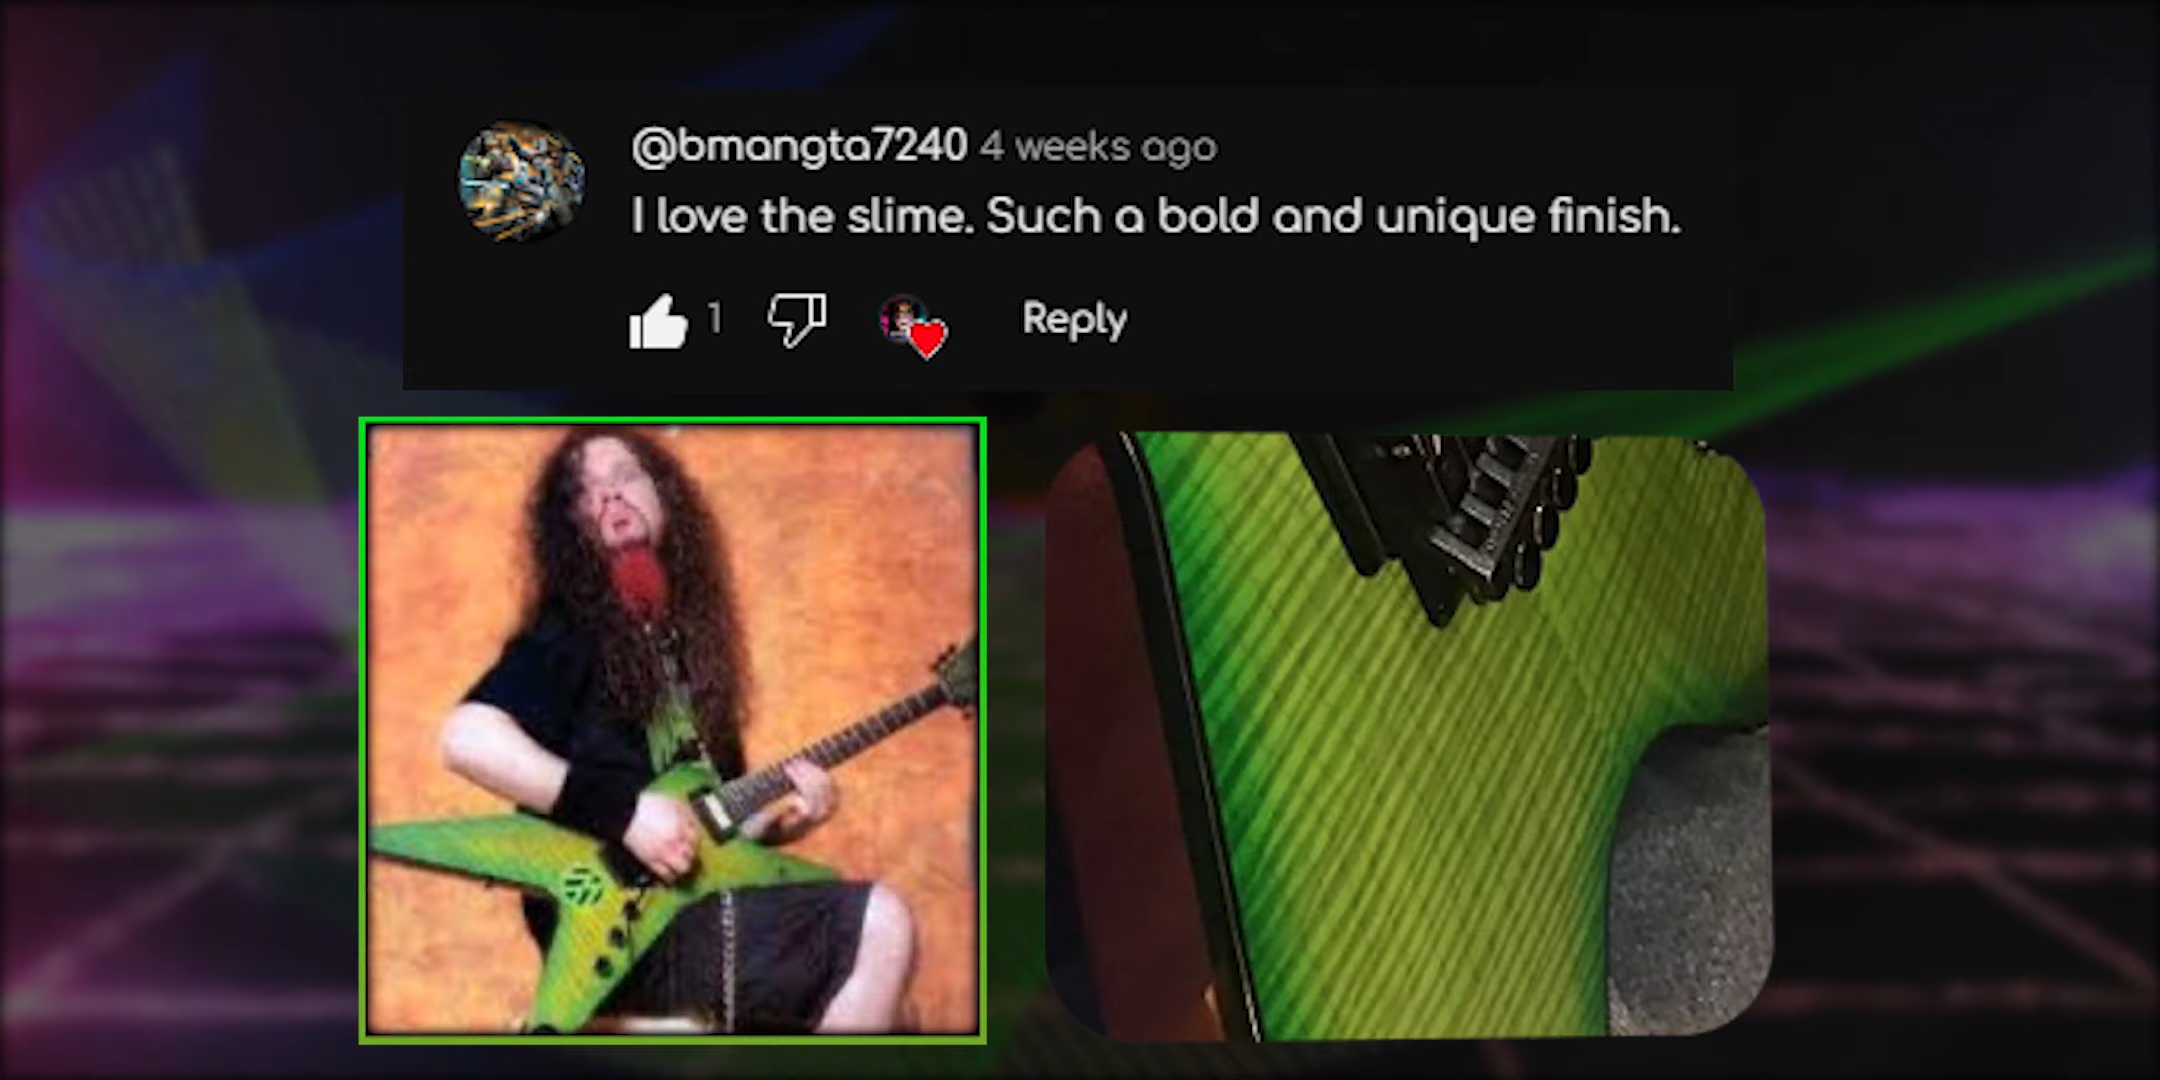 @bmangta7240 4 weeks ago
I love the slime. Such a bold and unique finish.
1
Reply